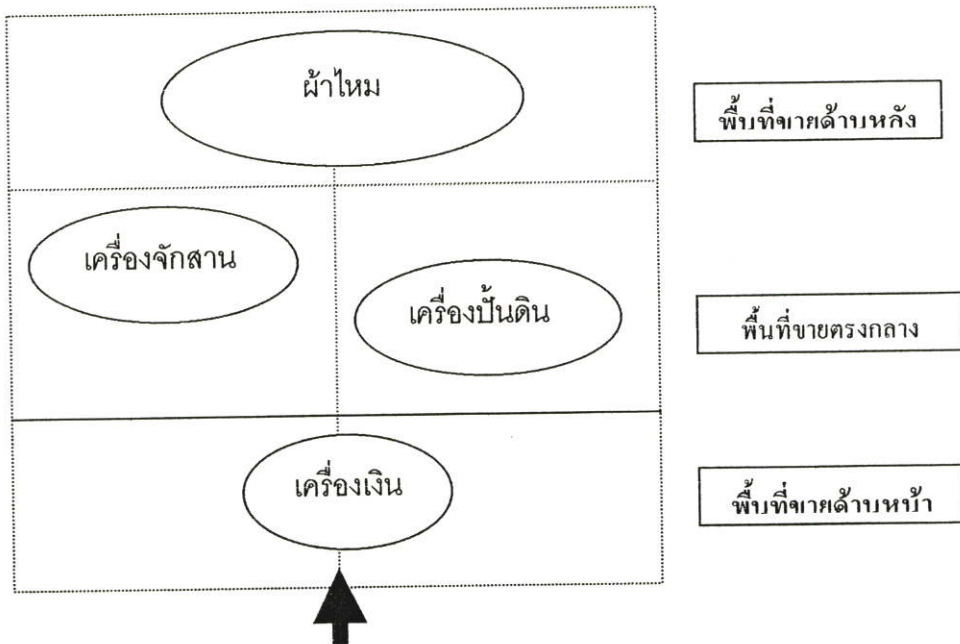 ผ้าไหม
พื้นที่ขายด้านหลัง
เครื่องจักสาน
เครื่องปั้นดิน
พื้นที่ขายตรงกลาง
เครื่องเงิน
พื้นที่ขายด้านหน้า